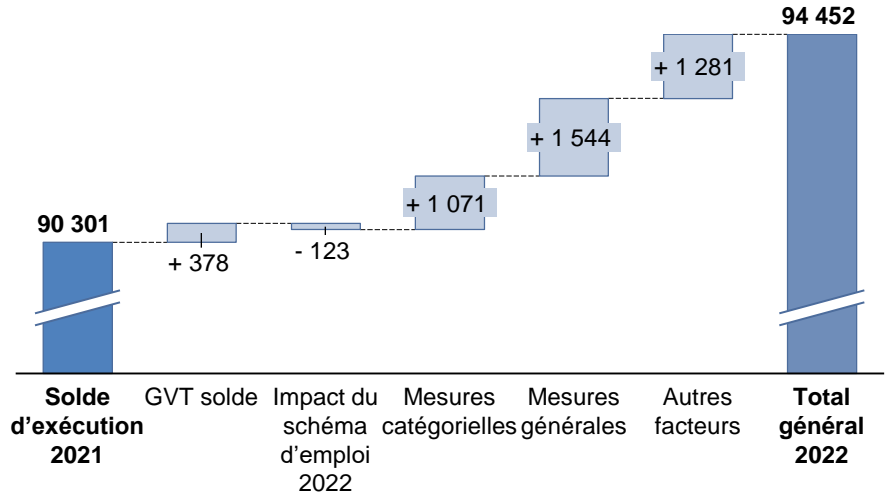 94 452
+ 1 281
+ 1 544
+ 1 071
90 301
+ 378
- 123
Solde
d’exécution
2021
GVT solde
Impact du
schéma
d’emploi
2022
Mesures
catégorielles
Mesures
générales
Autres
facteurs
Total
général
2022